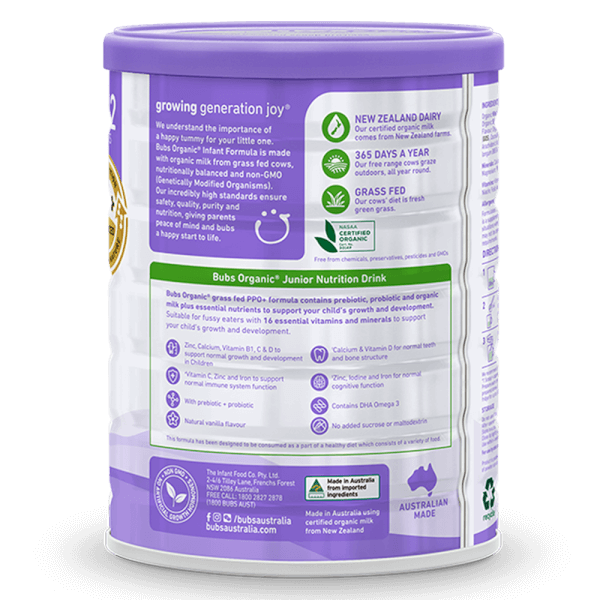 growing generation joy®
We understand the importance of
a happy tummy for your little one.
Bubs Organic® Infant Formula is made
with organic milk from grass fed cows,
nutritionally balanced and non-GMO
(Genetically Modified Organisms).
Our incredibly high standards ensure
safety, quality, purity and
nutrition, giving parents
peace of mind and bubs
a happy start to life.
NEW ZEALAND DAIRY
Our certified organic milk
comes from New Zealand farms.
365 DAYS A YEAR
Our free range cows graze
outdoors, all year round.
GRASS FED
Our cows' diet is fresh
green grass.
NASAA
CERTIFIED
ORGANIC
Free from chemicals, preservatives, pesticides and GMOs
Bubs Organic® Junior Nutrition Drink
Bubs Organic® grass fed PPO+ formula contains prebiotic, probiotic and organic
milk plus essential nutrients to support your child's growth and development.
Suitable for fussy eaters with 16 essential vitamins and minerals to support
your child's growth and development.
Zinc, Calcium, Vitamin B1, C & D to
support normal growth and development
in Children
Calcium & Vitamin D for normal teeth
and bone structure
Vitamin C, Zinc and Iron to support
normal immune system function
Zinc, Iodine and Iron for normal
cognitive function
With prebiotic + probiotic
Contains DHA Omega 3
Natural vanilla flavour
No added sucrose or maltodextrin
This formula has been designed to be consumed as a part of a healthy diet which consists of a variety of food
NON GMO • NO ANTIBIOTICS • GROWTH HORMONES
The Infant Food Co. Pty. Ltd.
2-4/6 Tilley Lane, Frenchs Forest
NSW 2086 Australia
FREE CALL: 1800 2827 2878
(1800 BUBS AUST)
/bubsaustralia
bubsaustralia.com
Made in Australia
from imported
ingredients
Made in Australia using
certified organic milk
from New Zealand
AUSTRALIAN
MADE
2
1
2
3
STORAGE